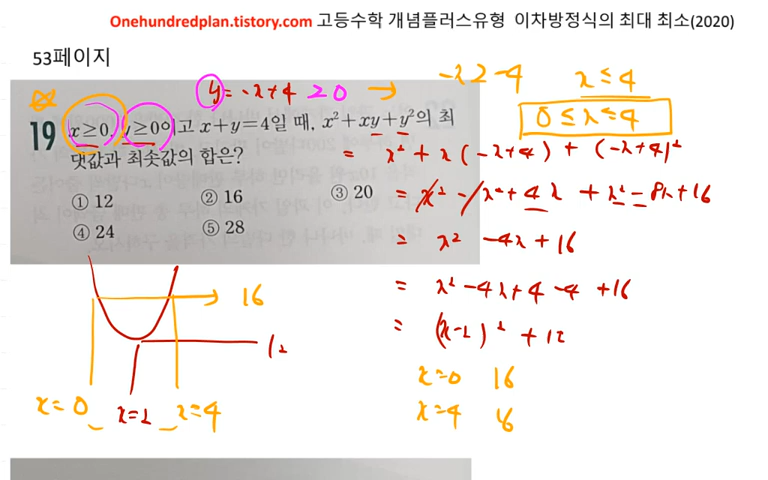 Onehundredplan.tistory.com 고등수학 개념플러스유형 이차방정식의 최대 최소(2020)
53페이지
y = -x+4 ≥ 0 → -x ≥ -4 x ≤ 4
0 ≤ x ≤ 4
19 x≥0, y≥0이고 x+y=4일 때, x²+xy+y²의 최
댓값과 최솟값의 합은?
① 12 ② 16 ③ 20
④ 24 ⑤ 28
= x² + x(-x+4) + (-x+4)²
= x² - x² + 4x + x² - 8x + 16
= x² - 4x + 16
= x² - 4x + 4 - 4 + 16
= (x-2)² + 12
16
12
x=0 x=2 x=4
x=0 16
x=4